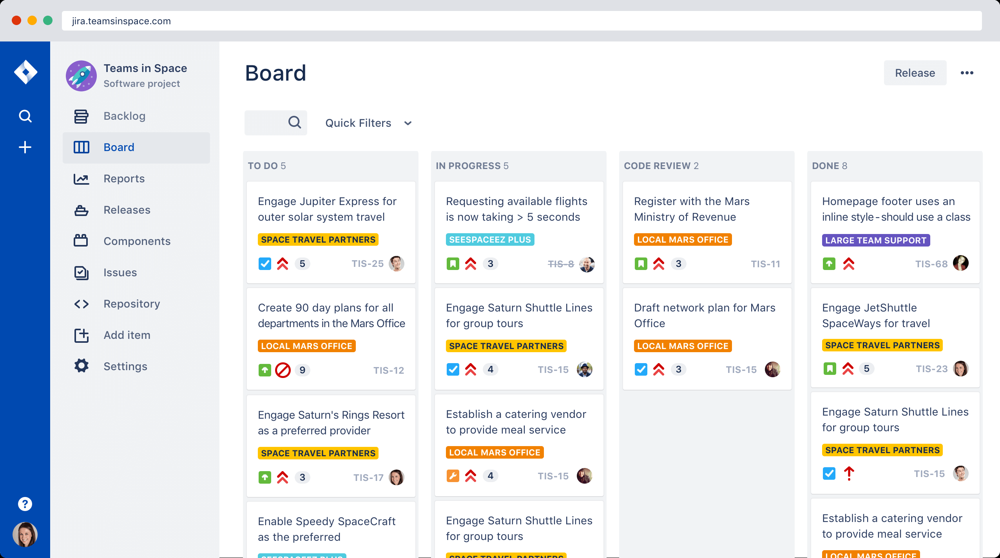 jira.teamsinspace.com
Teams in Space
Software project
Backlog
Board
Reports
Releases
Components
Issues
Repository
Add item
Settings
?
Board
Release
Quick Filters
TO DO 5
Engage Jupiter Express for
outer solar system travel
SPACE TRAVEL PARTNERS
5 TIS-25
Create 90 day plans for all
departments in the Mars Office
LOCAL MARS OFFICE
9 TIS-12
Engage Saturn's Rings Resort
as a preferred provider
SPACE TRAVEL PARTNERS
3 TIS-17
Enable Speedy SpaceCraft
as the preferred
SEESPACEEZ PLUS
IN PROGRESS 5
Requesting available flights
is now taking > 5 seconds
SEESPACEEZ PLUS
3 TIS-8
Engage Saturn Shuttle Lines
for group tours
SPACE TRAVEL PARTNERS
4 TIS-15
Establish a catering vendor
to provide meal service
LOCAL MARS OFFICE
4 TIS-15
Engage Saturn Shuttle Lines
for group tours
SPACE TRAVEL PARTNERS
CODE REVIEW 2
Register with the Mars
Ministry of Revenue
LOCAL MARS OFFICE
3 TIS-11
Draft network plan for Mars
Office
LOCAL MARS OFFICE
3 TIS-15
DONE 8
Homepage footer uses an
inline style-should use a class
LARGE TEAM SUPPORT
TIS-68
Engage JetShuttle
SpaceWays for travel
SPACE TRAVEL PARTNERS
5 TIS-23
Engage Saturn Shuttle Lines
for group tours
SPACE TRAVEL PARTNERS
TIS-15
Establish a catering vendor
to provide meal service
LOCAL MARS OFFICE